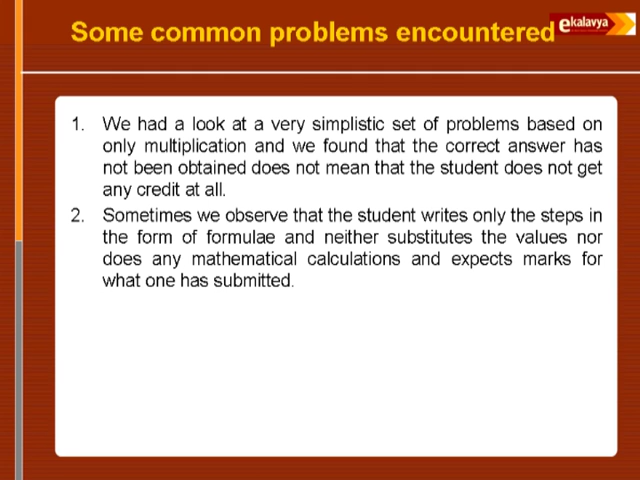 Some common problems encountered
ekalavya
1. We had a look at a very simplistic set of problems based on
only multiplication and we found that the correct answer has
not been obtained does not mean that the student does not get
any credit at all.
2. Sometimes we observe that the student writes only the steps in
the form of formulae and neither substitutes the values nor
does any mathematical calculations and expects marks for
what one has submitted.